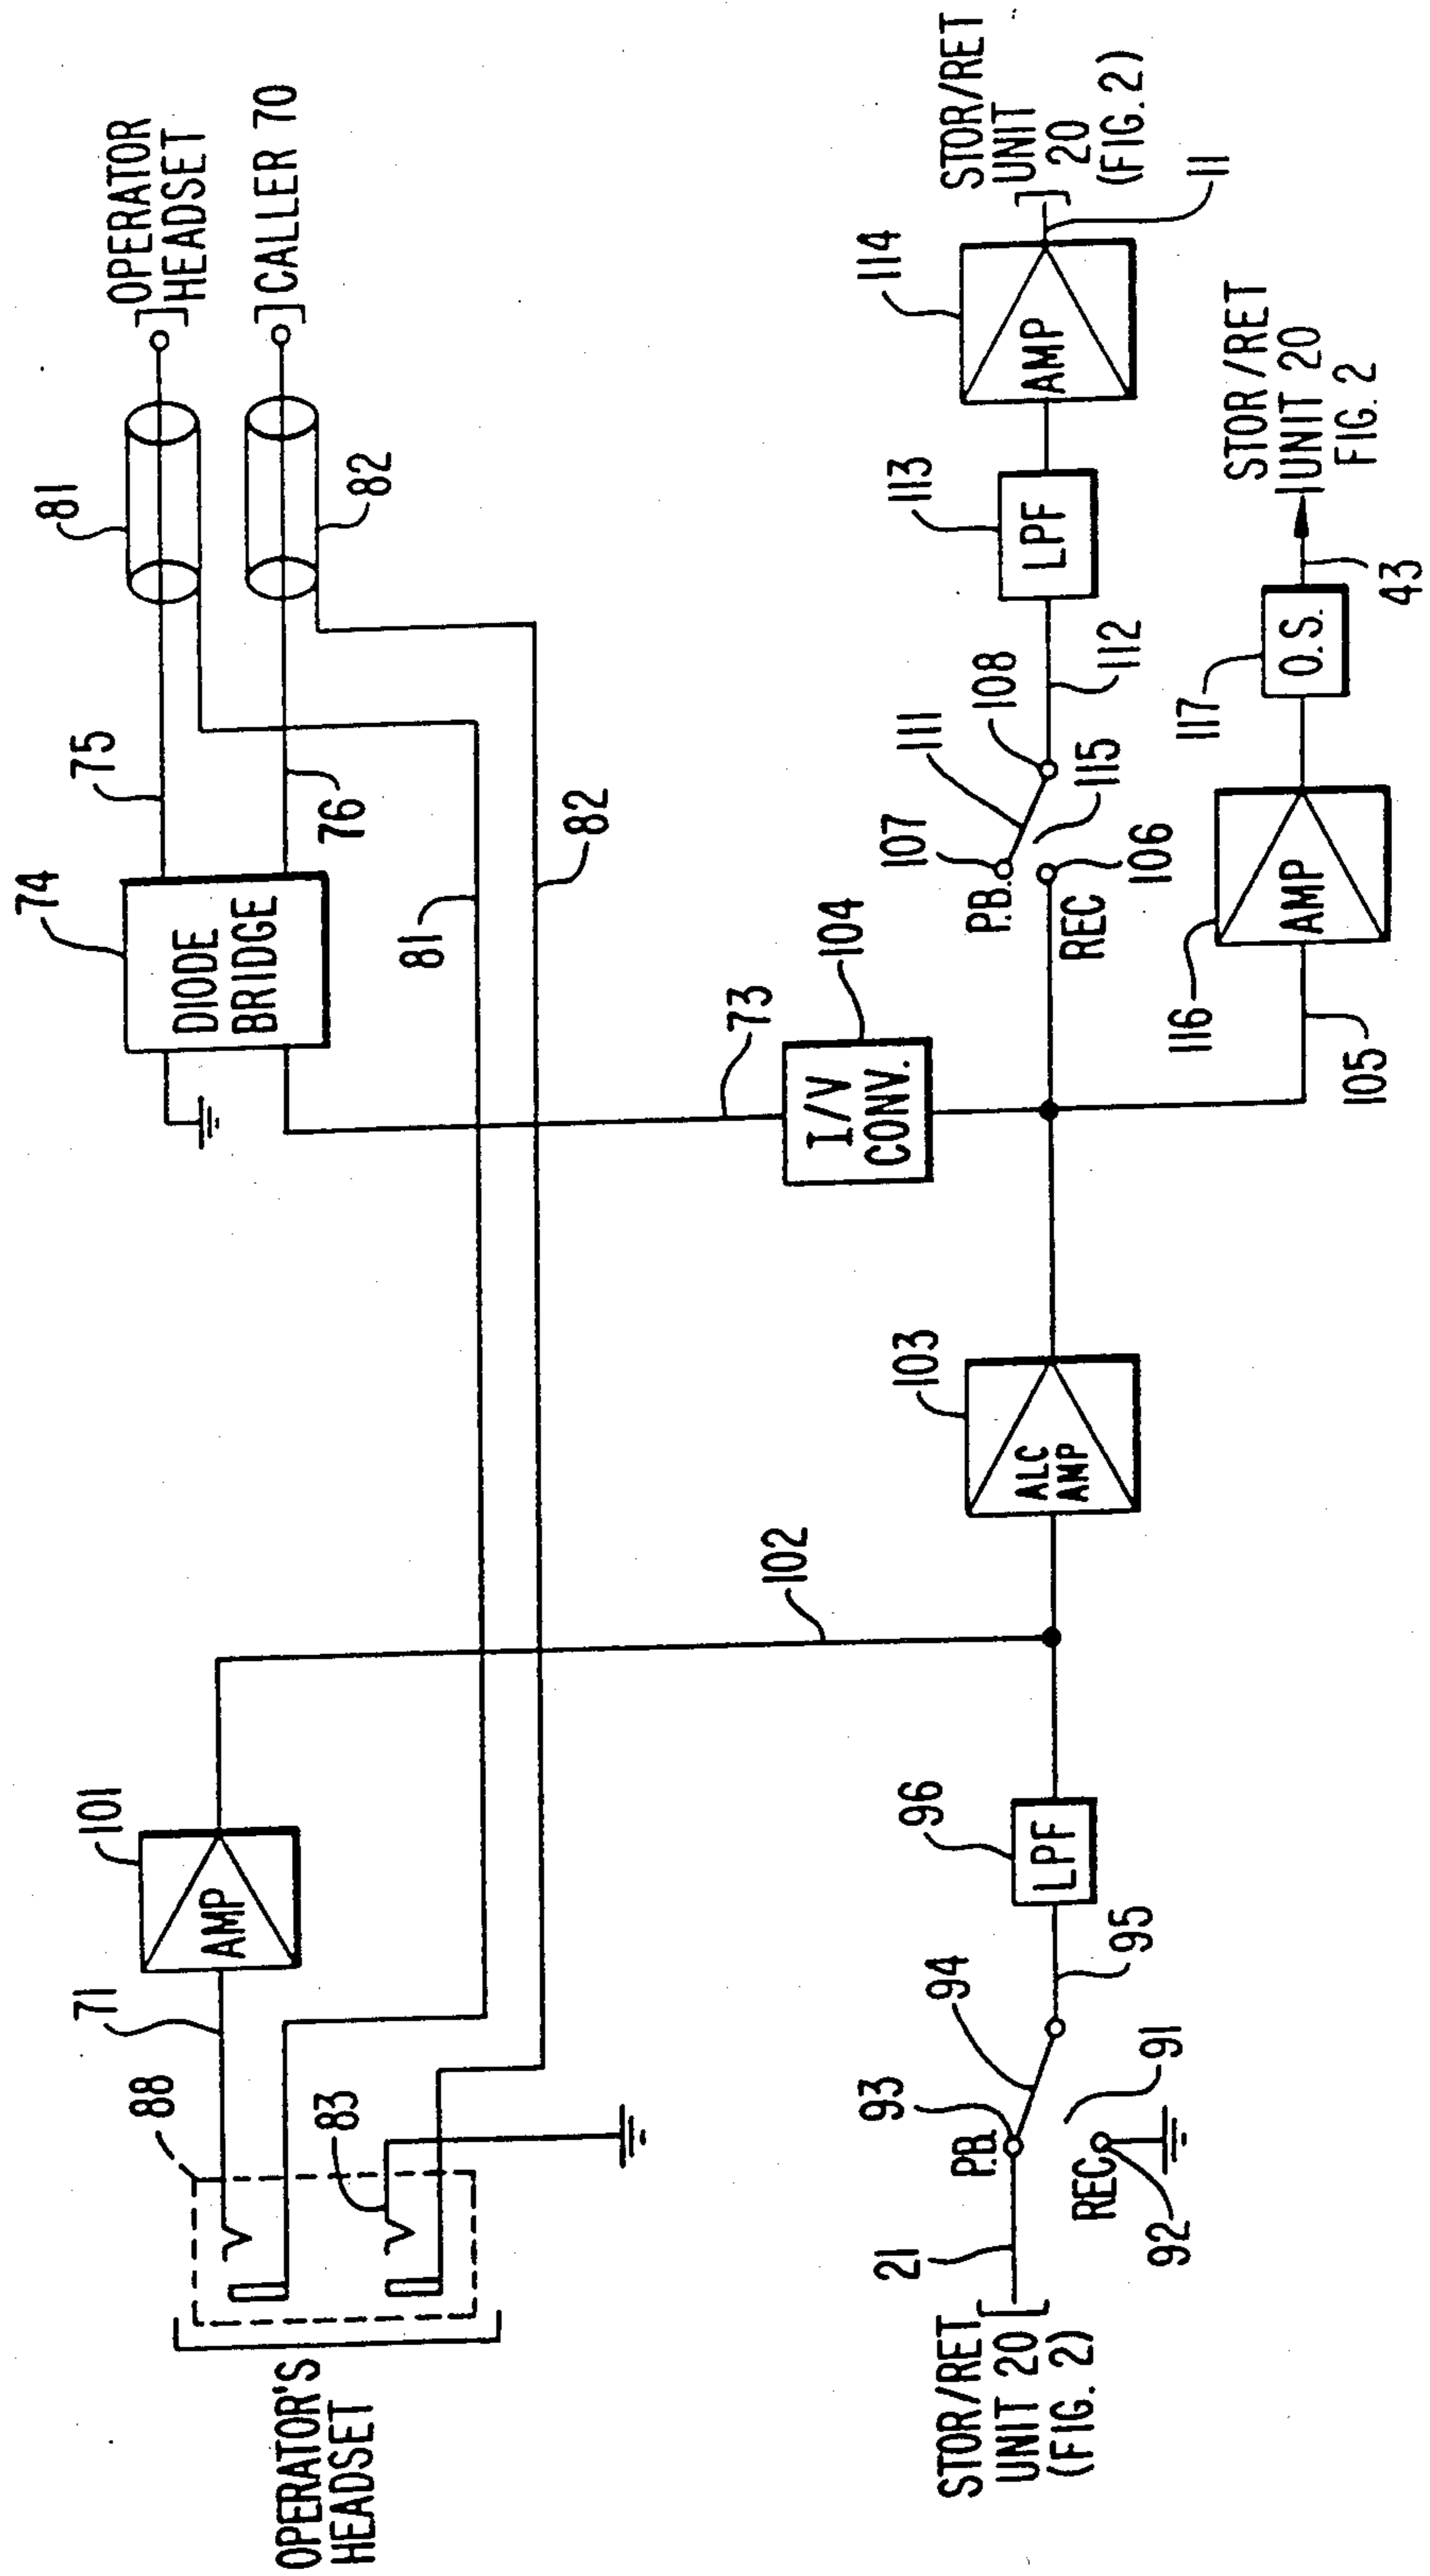 OPERATOR'S
HEADSET
88
83
71
101
AMP
102
81
82
74
DIODE
BRIDGE
75
76
81
82
OPERATOR
HEADSET
CALLER 70
73
104
I/V
CONV.
STOR/RET
UNIT 20
(FIG. 2)
21
93
P.B.
94
REC
92
91
95
96
LPF
103
ALC
AMP
107
P.B.
111
108
REC
106
115
112
113
LPF
114
AMP
11
STOR/RET
UNIT
20
(FIG. 2)
105
116
AMP
117
O.S.
43
STOR/RET
UNIT 20
FIG. 2